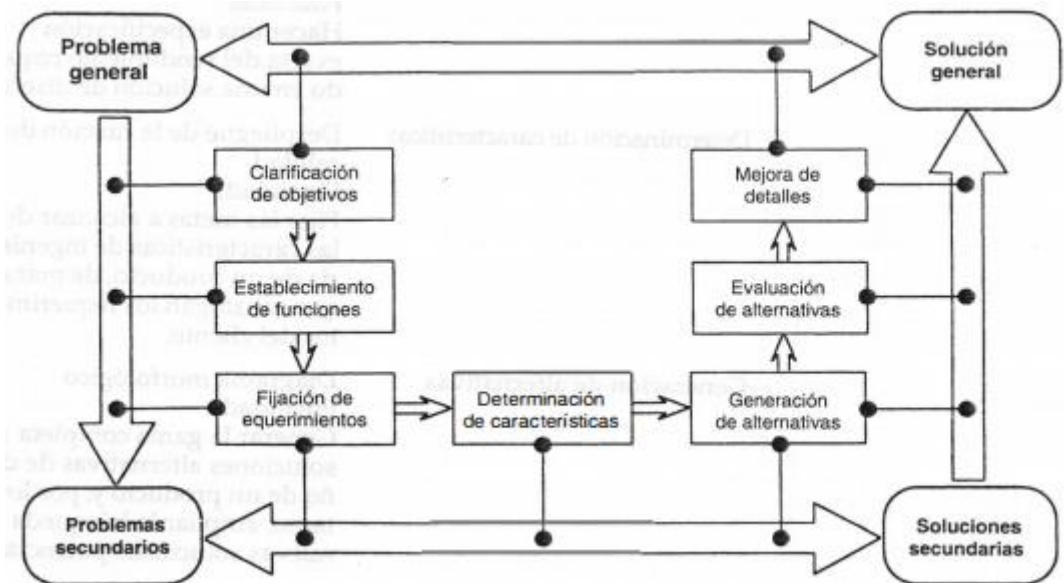 Problema
general
Solución
general
Clarificación
de objetivos
Mejora de
detalles
Establecimiento
de funciones
Evaluación
de alternativas
Fijación de
equerimientos
Determinación
de características
Generación
de alternativas
Problemas
secundarios
Soluciones
secundarias